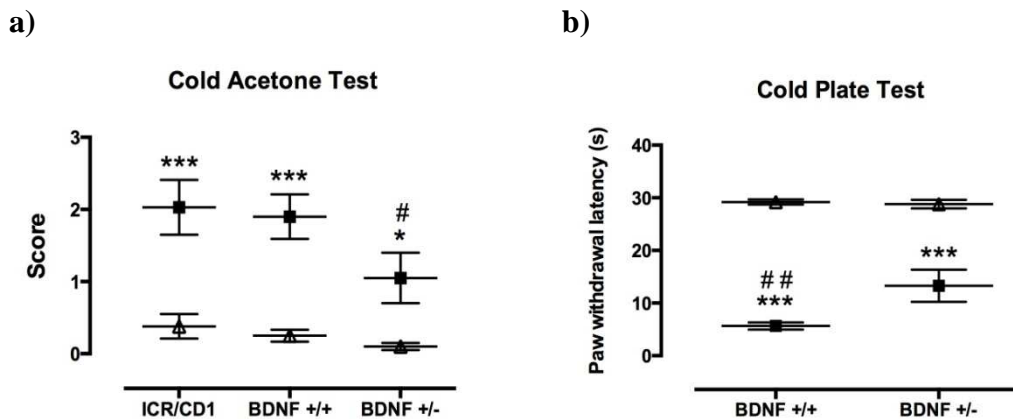 a)
Cold Acetone Test
Score
3
2
1
0
***
***
#
*
ICR/CD1
BDNF +/+
BDNF +/-
b)
Cold Plate Test
Paw withdrawal latency (s)
40
30
20
10
0
# #
***
***
BDNF +/+
BDNF +/-